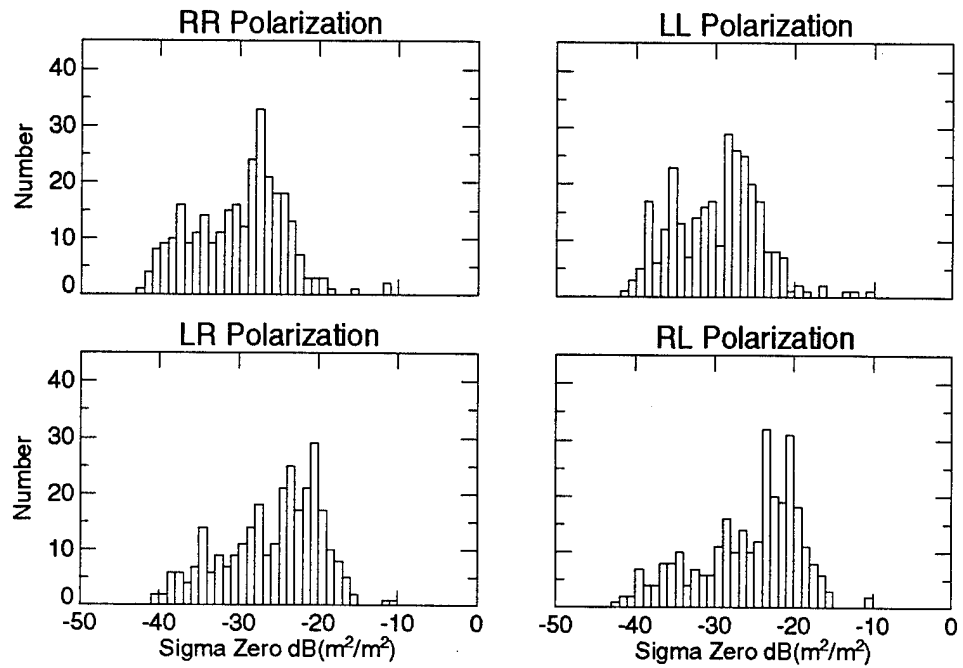 RR Polarization
LL Polarization
40
30
20
10
0
Number
LR Polarization
RL Polarization
40
30
20
10
0
Number
-50 -40 -30 -20 -10 0
Sigma Zero dB(m²/m²)
-50 -40 -30 -20 -10 0
Sigma Zero dB(m²/m²)